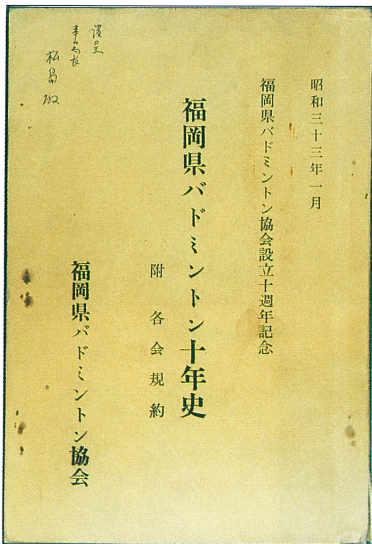 昭和三十三年一月
福岡県バドミントン協会設立十週年記念
福岡県バドミントン十年史
附各会規約
福岡県バドミントン協会